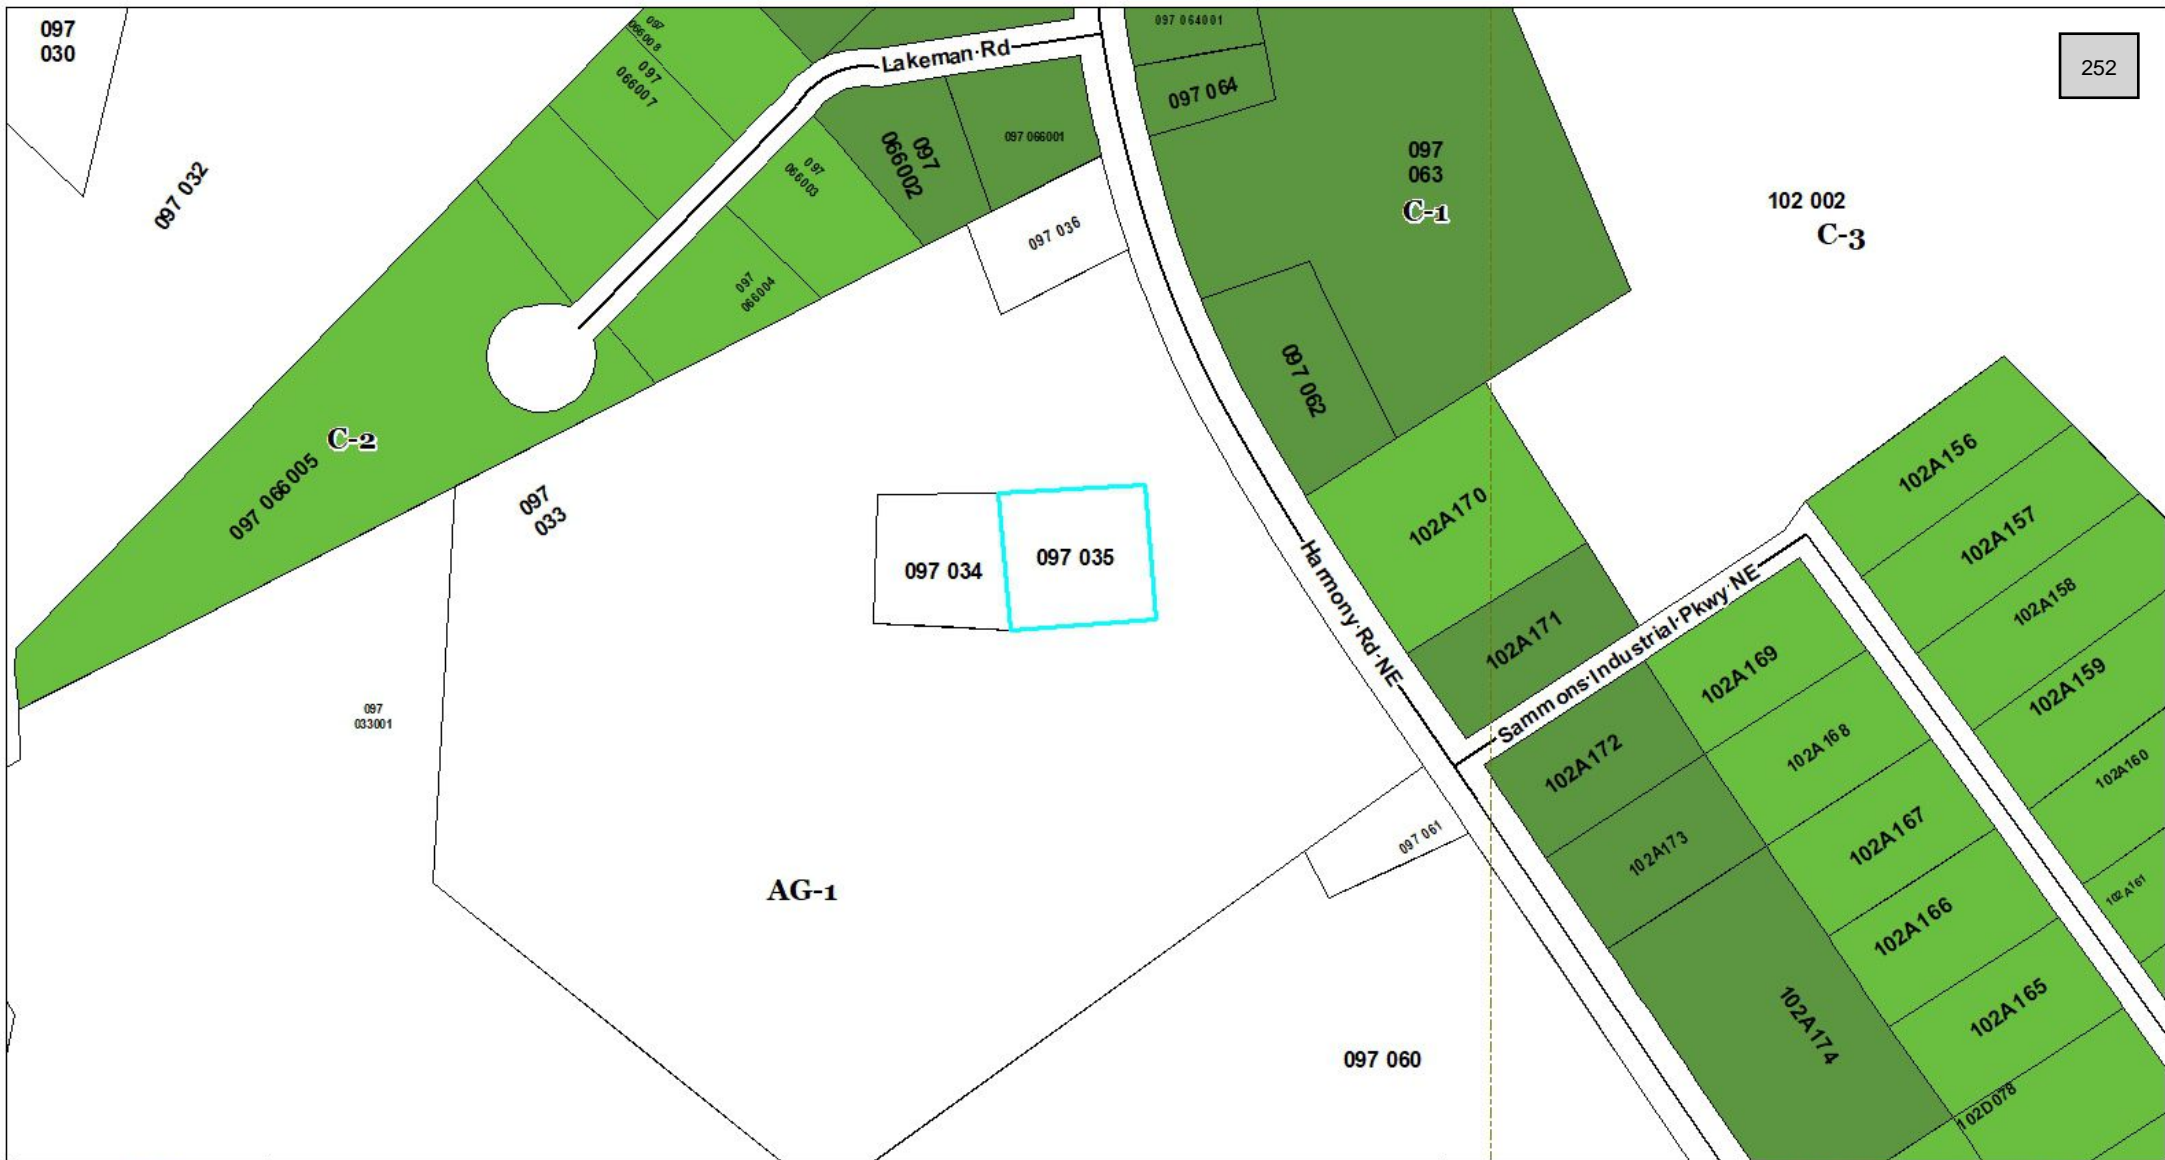 097
030
097
066008
097
066007
Lakeman Rd
097 064001
252
097 064
097
066002
097 066001
097
066003
097
063
C-1
097 032
102 002
C-3
097 036
097
066004
097 062
C-2
097 066005
097
033
102A156
102A170
102A157
097 034
097 035
Harmony Rd NE
Sammons Industrial Pkwy NE
102A158
102A171
102A169
102A159
097
033001
102A172
102A168
102A160
102A173
097 061
102A167
AG-1
102A161
102A166
102A174
102A165
097 060
102D078